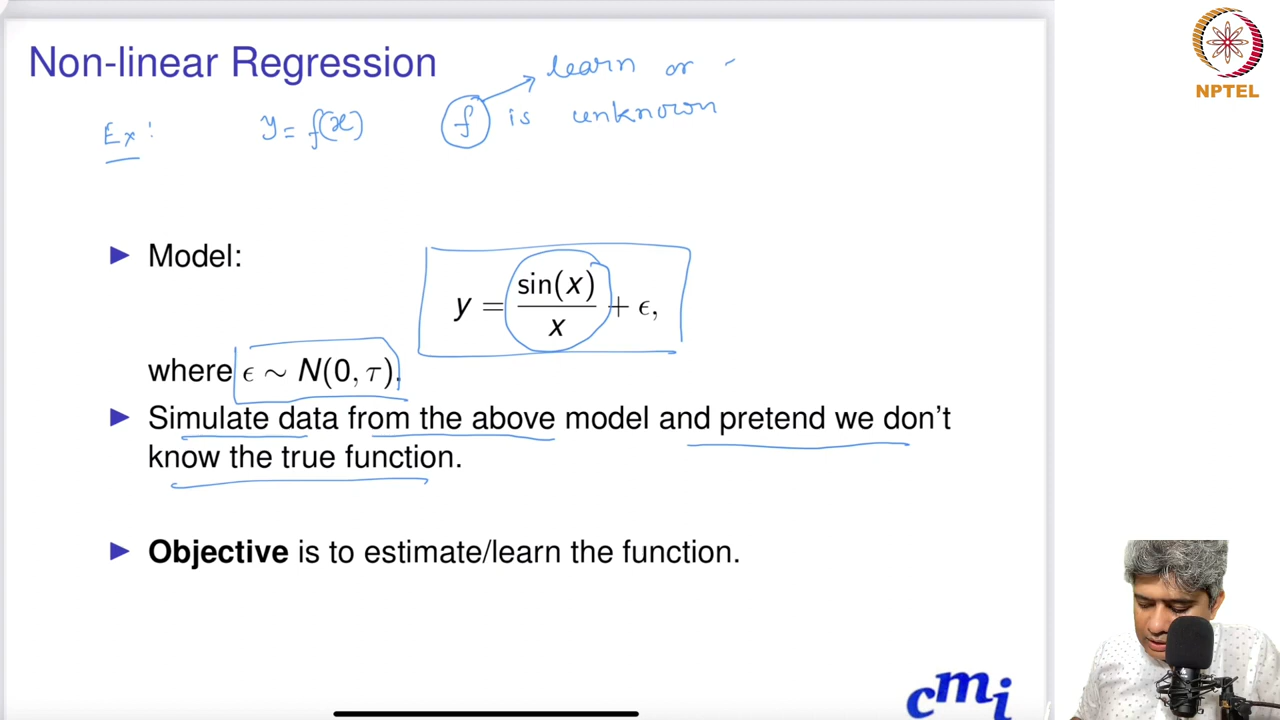 Non-linear Regression
learn or
Ex: y = f(x) f is unknown
NPTEL
▶ Model:
y = sin(x)/x + ϵ,
where ϵ ∼ N(0, τ).
▶ Simulate data from the above model and pretend we don't
know the true function.
▶ Objective is to estimate/learn the function.
cmi